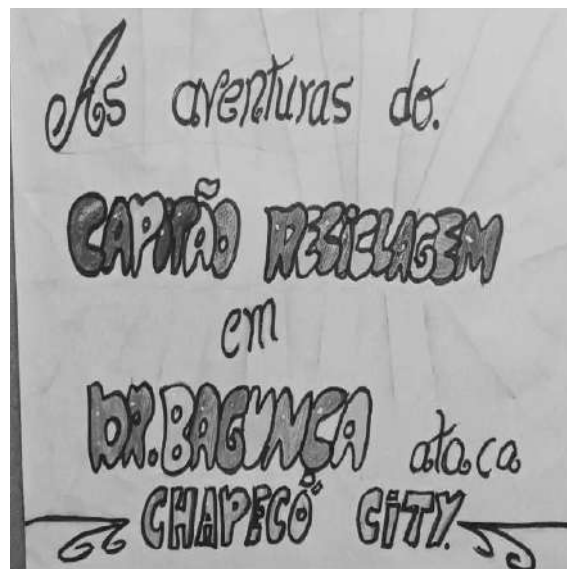 As aventuras do.
CAPITÃO RECICLAGEM
em
DR. BAGUNÇA ataca
CHAPECÓ CITY.